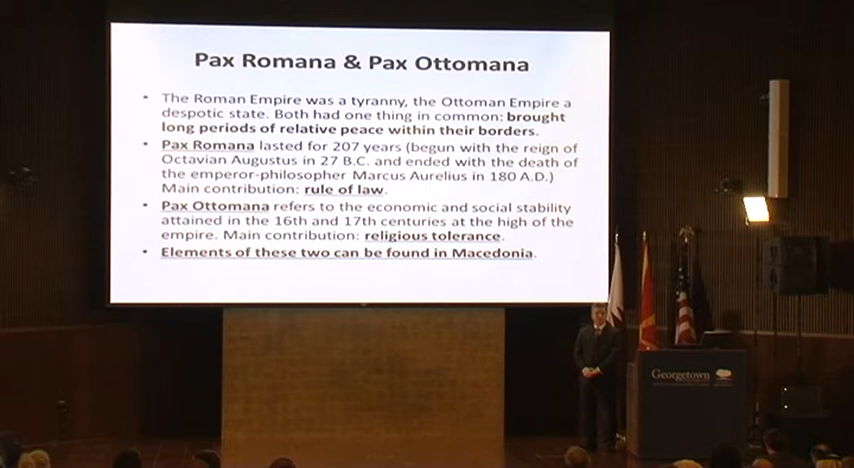 Pax Romana & Pax Ottomana
• The Roman Empire was a tyranny, the Ottoman Empire a
despotic state. Both had one thing in common: brought
long periods of relative peace within their borders.
• Pax Romana lasted for 207 years (begun with the reign of
Octavian Augustus in 27 B.C. and ended with the death of
the emperor-philosopher Marcus Aurelius in 180 A.D.)
Main contribution: rule of law.
• Pax Ottomana refers to the economic and social stability
attained in the 16th and 17th centuries at the high of the
empire. Main contribution: religious tolerance.
• Elements of these two can be found in Macedonia.
Georgetown